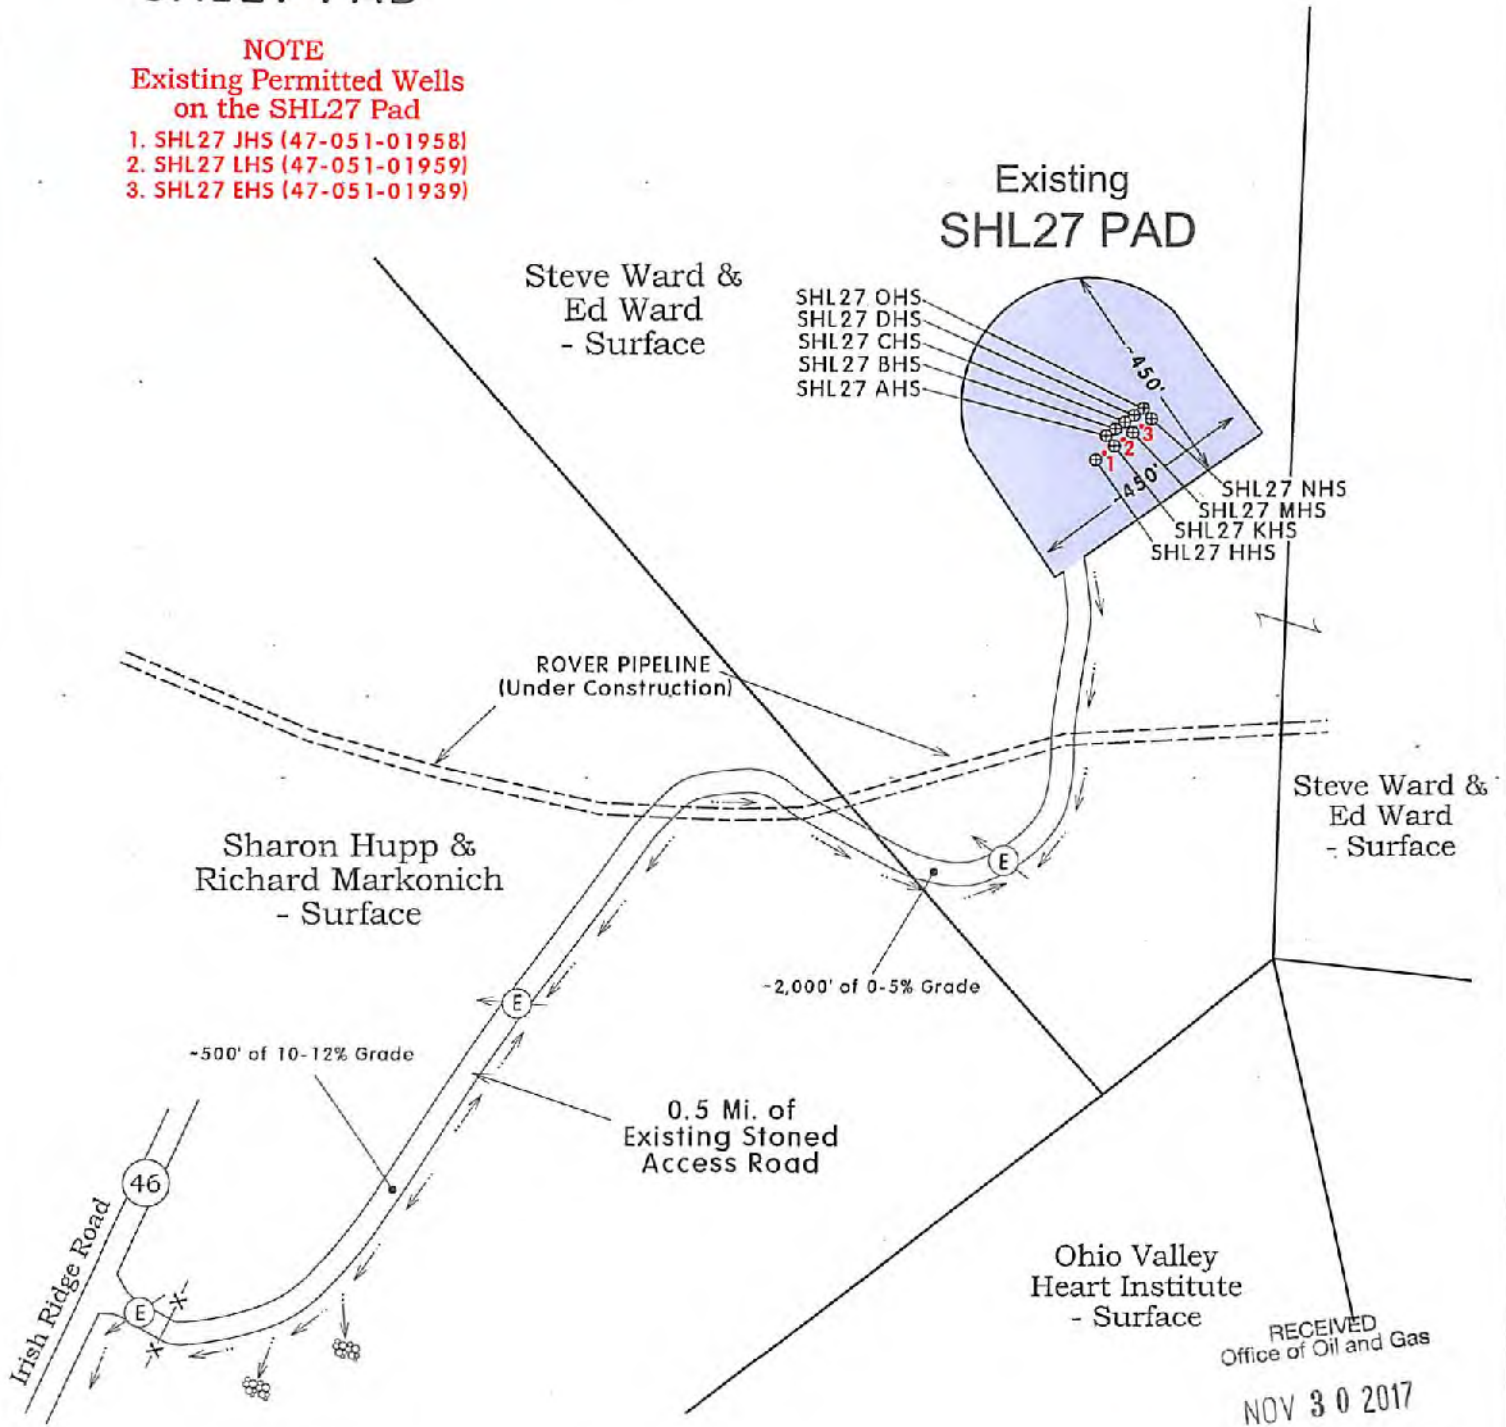 SHL27 PAD
NOTE
Existing Permitted Wells
on the SHL27 Pad
1. SHL27 JHS (47-051-01958)
2. SHL27 LHS (47-051-01959)
3. SHL27 EHS (47-051-01939)
Existing
SHL27 PAD
Steve Ward &
Ed Ward
- Surface
SHL27 OHS
SHL27 DHS
SHL27 CHS
SHL27 BHS
SHL27 AHS
~450'
3
2
1
~450'
SHL27 NHS
SHL27 MHS
SHL27 KHS
SHL27 HHS
ROVER PIPELINE
(Under Construction)
Steve Ward &
Ed Ward
- Surface
Sharon Hupp &
Richard Markonich
- Surface
E
~2,000' of 0-5% Grade
E
~500' of 10-12% Grade
0.5 Mi. of
Existing Stoned
Access Road
46
Irish Ridge Road
E
X
X
Ohio Valley
Heart Institute
- Surface
RECEIVED
Office of Oil and Gas
NOV 30 2017